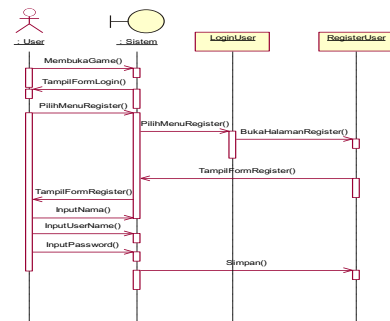 : User
: Sistem
LoginUser
RegisterUser
MembukaGame()
TampilFormLogin()
PilihMenuRegister()
PilihMenuRegister()
BukaHalamanRegister()
TampilFormRegister()
TampilFormRegister()
InputNama()
InputUserName()
InputPassword()
Simpan()